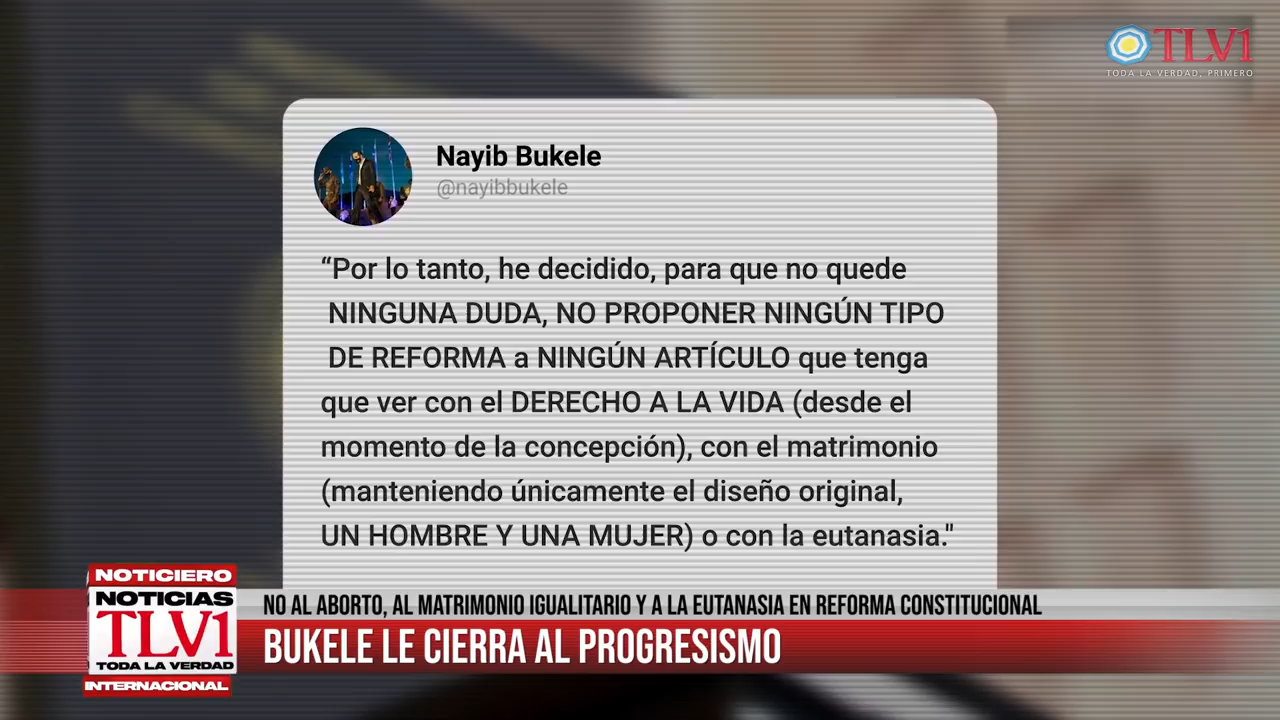 TLV1
TODA LA VERDAD, PRIMERO
Nayib Bukele
@nayibbukele
“Por lo tanto, he decidido, para que no quede
NINGUNA DUDA, NO PROPONER NINGÚN TIPO
DE REFORMA a NINGÚN ARTÍCULO que tenga
que ver con el DERECHO A LA VIDA (desde el
momento de la concepción), con el matrimonio
(manteniendo únicamente el diseño original,
UN HOMBRE Y UNA MUJER) o con la eutanasia."
NOTICIERO
NOTICIAS
TLV1
TODA LA VERDAD
INTERNACIONAL
NO AL ABORTO, AL MATRIMONIO IGUALITARIO Y A LA EUTANASIA EN REFORMA CONSTITUCIONAL
BUKELE LE CIERRA AL PROGRESISMO